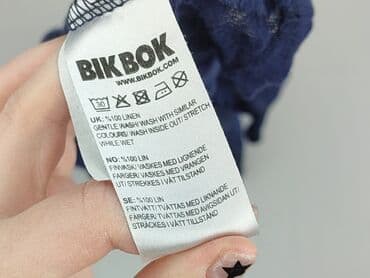 BIKBOK
WWW.BIKBOK.COM
30
UK: %100 LINEN
GENTLE WASH/WASH WITH SIMILAR
COLOURS/WASH INSIDE OUT/STRETCH
WHILE WET
NO: %100 LIN
FINVASK/VASKES MED LIGNENDE
FARGER/VASKES MED VRANGEN
UT/STREKKES I VÅT TILSTAND
SE: %100 LIN
FINTVÄTT/TVÄTTAS MED LIKNANDE
FÄRGER/TVÄTTAS MED AVIGSIDAN UT/
STRÄCKES I VÅTT TILLSTÅND